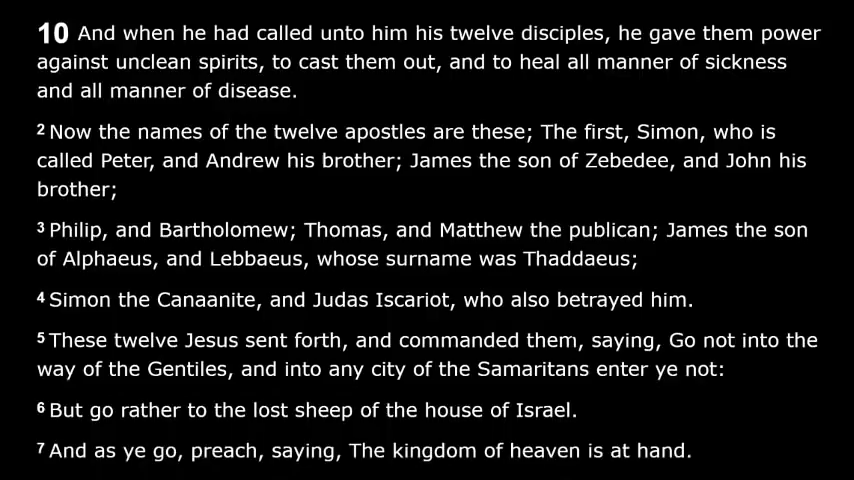 10 And when he had called unto him his twelve disciples, he gave them power
against unclean spirits, to cast them out, and to heal all manner of sickness
and all manner of disease.
2 Now the names of the twelve apostles are these; The first, Simon, who is
called Peter, and Andrew his brother; James the son of Zebedee, and John his
brother;
3 Philip, and Bartholomew; Thomas, and Matthew the publican; James the son
of Alphaeus, and Lebbaeus, whose surname was Thaddaeus;
4 Simon the Canaanite, and Judas Iscariot, who also betrayed him.
5 These twelve Jesus sent forth, and commanded them, saying, Go not into the
way of the Gentiles, and into any city of the Samaritans enter ye not:
6 But go rather to the lost sheep of the house of Israel.
7 And as ye go, preach, saying, The kingdom of heaven is at hand.